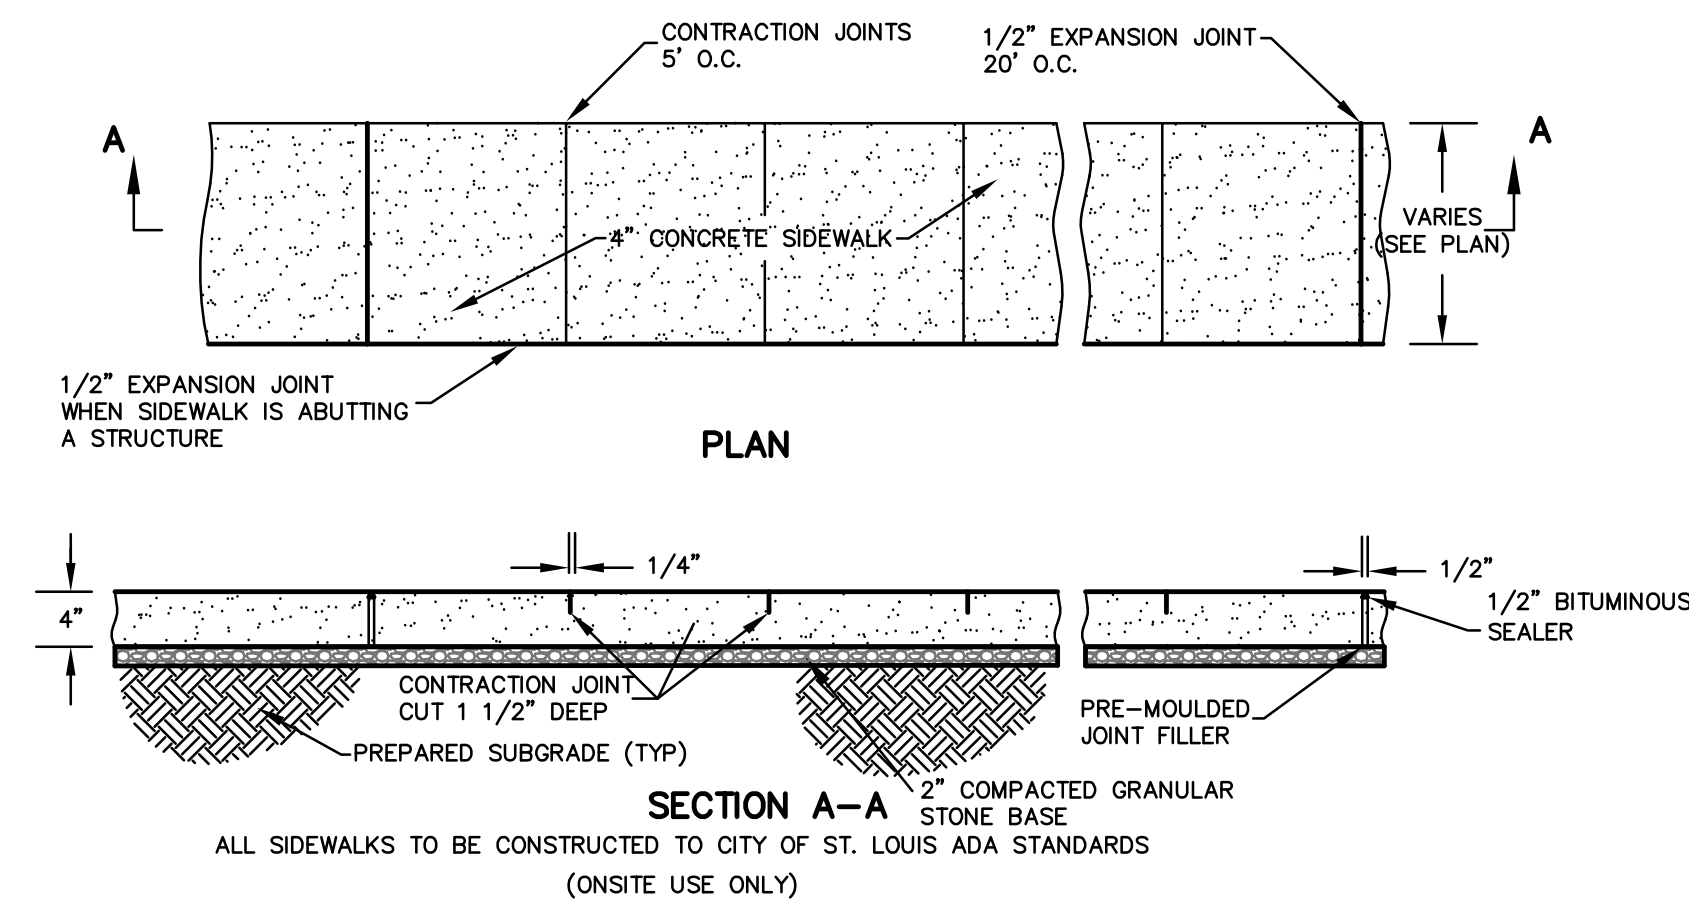 CONTRACTION JOINTS
5' O.C.
1/2" EXPANSION JOINT
20' O.C.
A
A
4" CONCRETE SIDEWALK
VARIES
(SEE PLAN)
1/2" EXPANSION JOINT
WHEN SIDEWALK IS ABUTTING
A STRUCTURE
PLAN
1/4"
1/2"
4"
1/2" BITUMINOUS
SEALER
CONTRACTION JOINT
CUT 1 1/2" DEEP
PRE-MOULDED
JOINT FILLER
PREPARED SUBGRADE (TYP)
2" COMPACTED GRANULAR
STONE BASE
SECTION A-A
ALL SIDEWALKS TO BE CONSTRUCTED TO CITY OF ST. LOUIS ADA STANDARDS
(ONSITE USE ONLY)